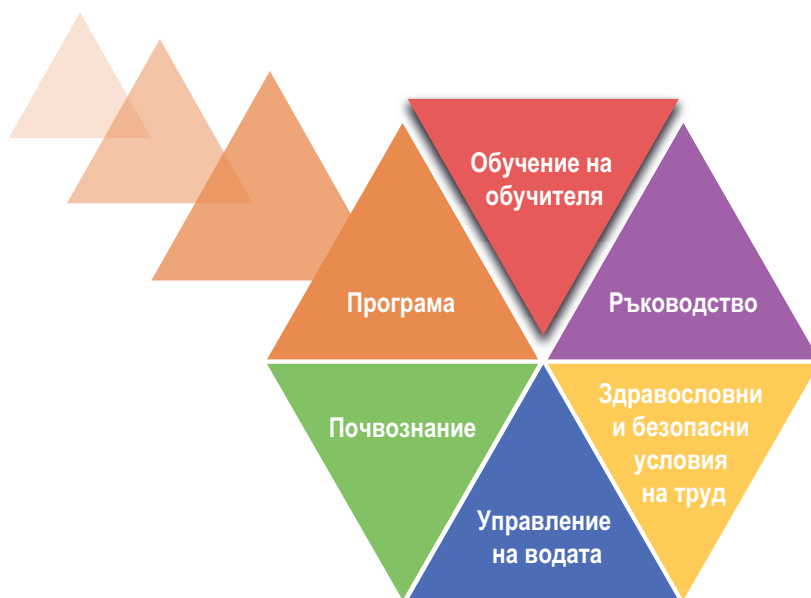 Обучение на
обучителя
Програма
Ръководство
Почвознание
Здравословни
и безопасни
условия
на труд
Управление
на водата